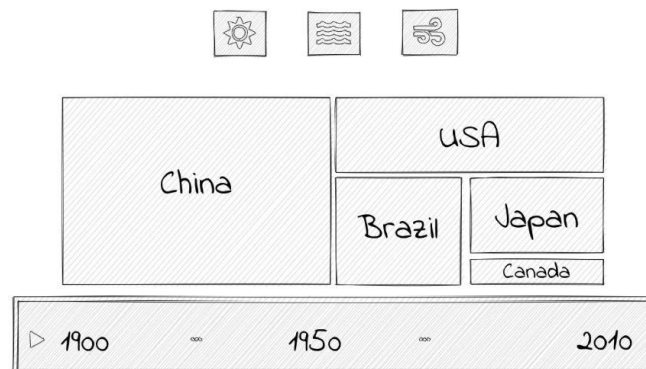 China
USA
Brazil
Japan
Canada
1900 ∞ 1950 ∞ 2010